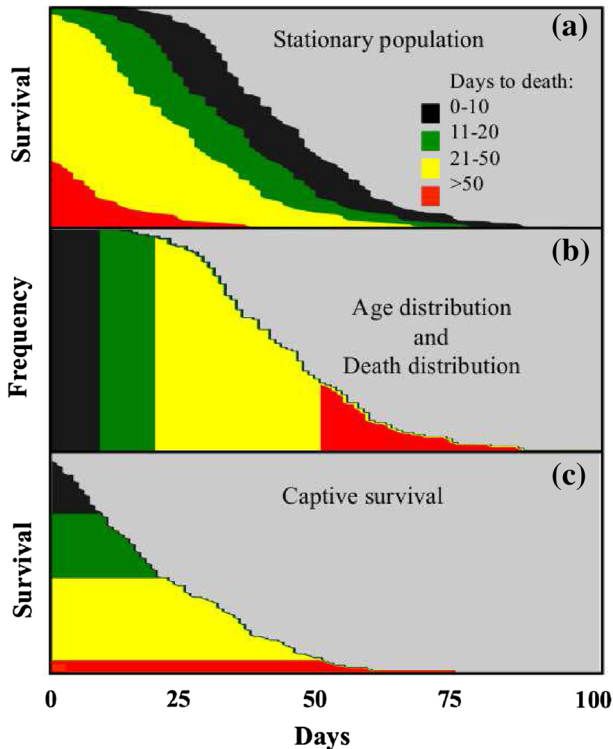 (a)
Stationary population
Days to death:
0-10
11-20
21-50
>50
Survival
(b)
Age distribution
and
Death distribution
Frequency
(c)
Captive survival
Survival
0 25 50 75 100
Days